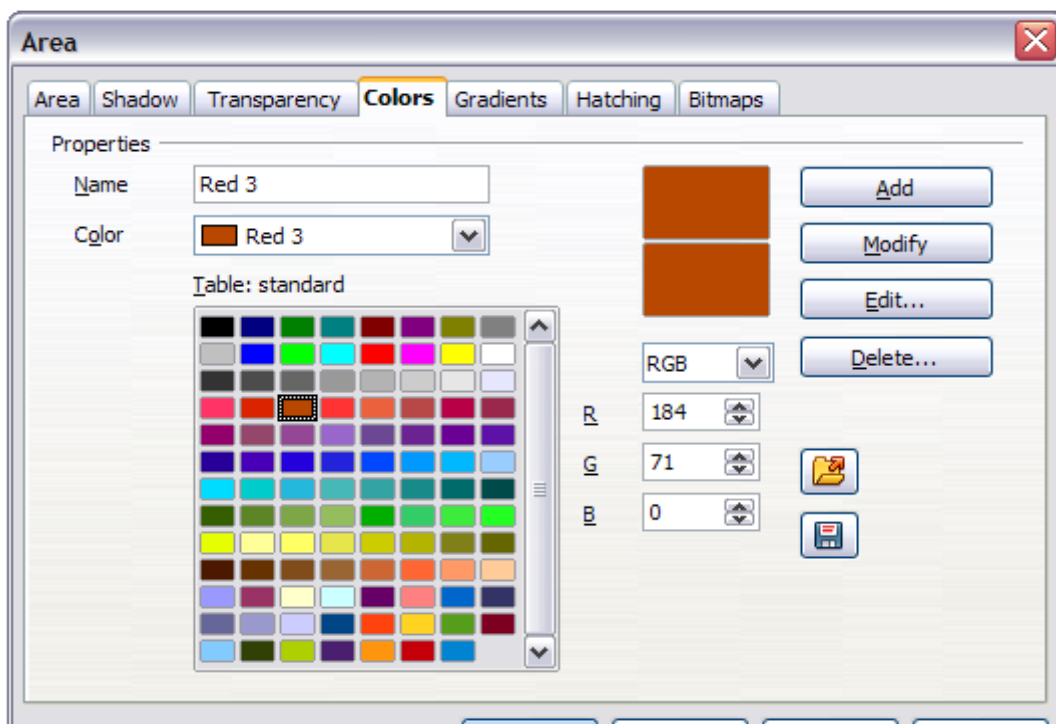 Area
Area Shadow Transparency Colors Gradients Hatching Bitmaps
Properties
Name Red 3 Add
Color Red 3 Modify
Table: standard Edit...
RGB Delete...
R 184
G 71
B 0